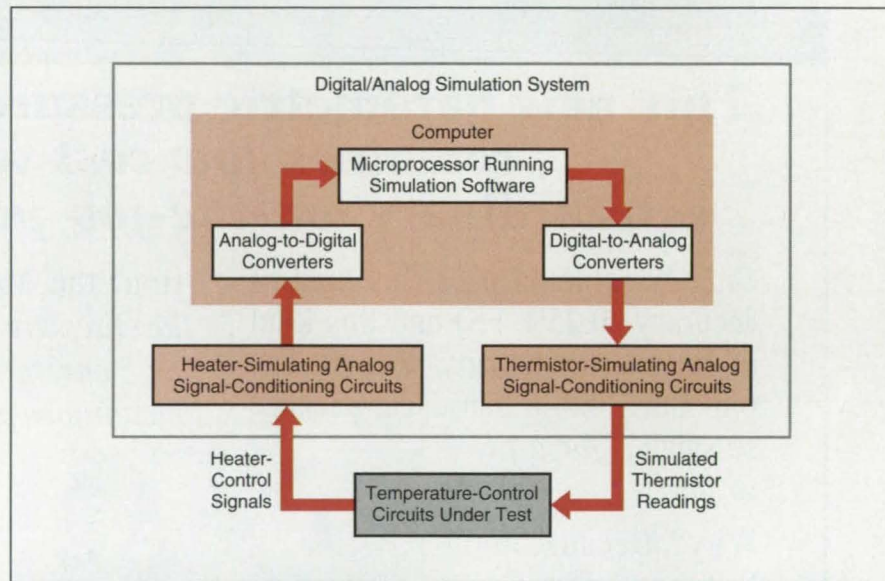 Digital/Analog Simulation System
Computer
Microprocessor Running
Simulation Software
Analog-to-Digital
Converters
Digital-to-Analog
Converters
Heater-Simulating Analog
Signal-Conditioning Circuits
Thermistor-Simulating Analog
Signal-Conditioning Circuits
Heater-
Control
Signals
Simulated
Thermistor
Readings
Temperature-Control
Circuits Under Test